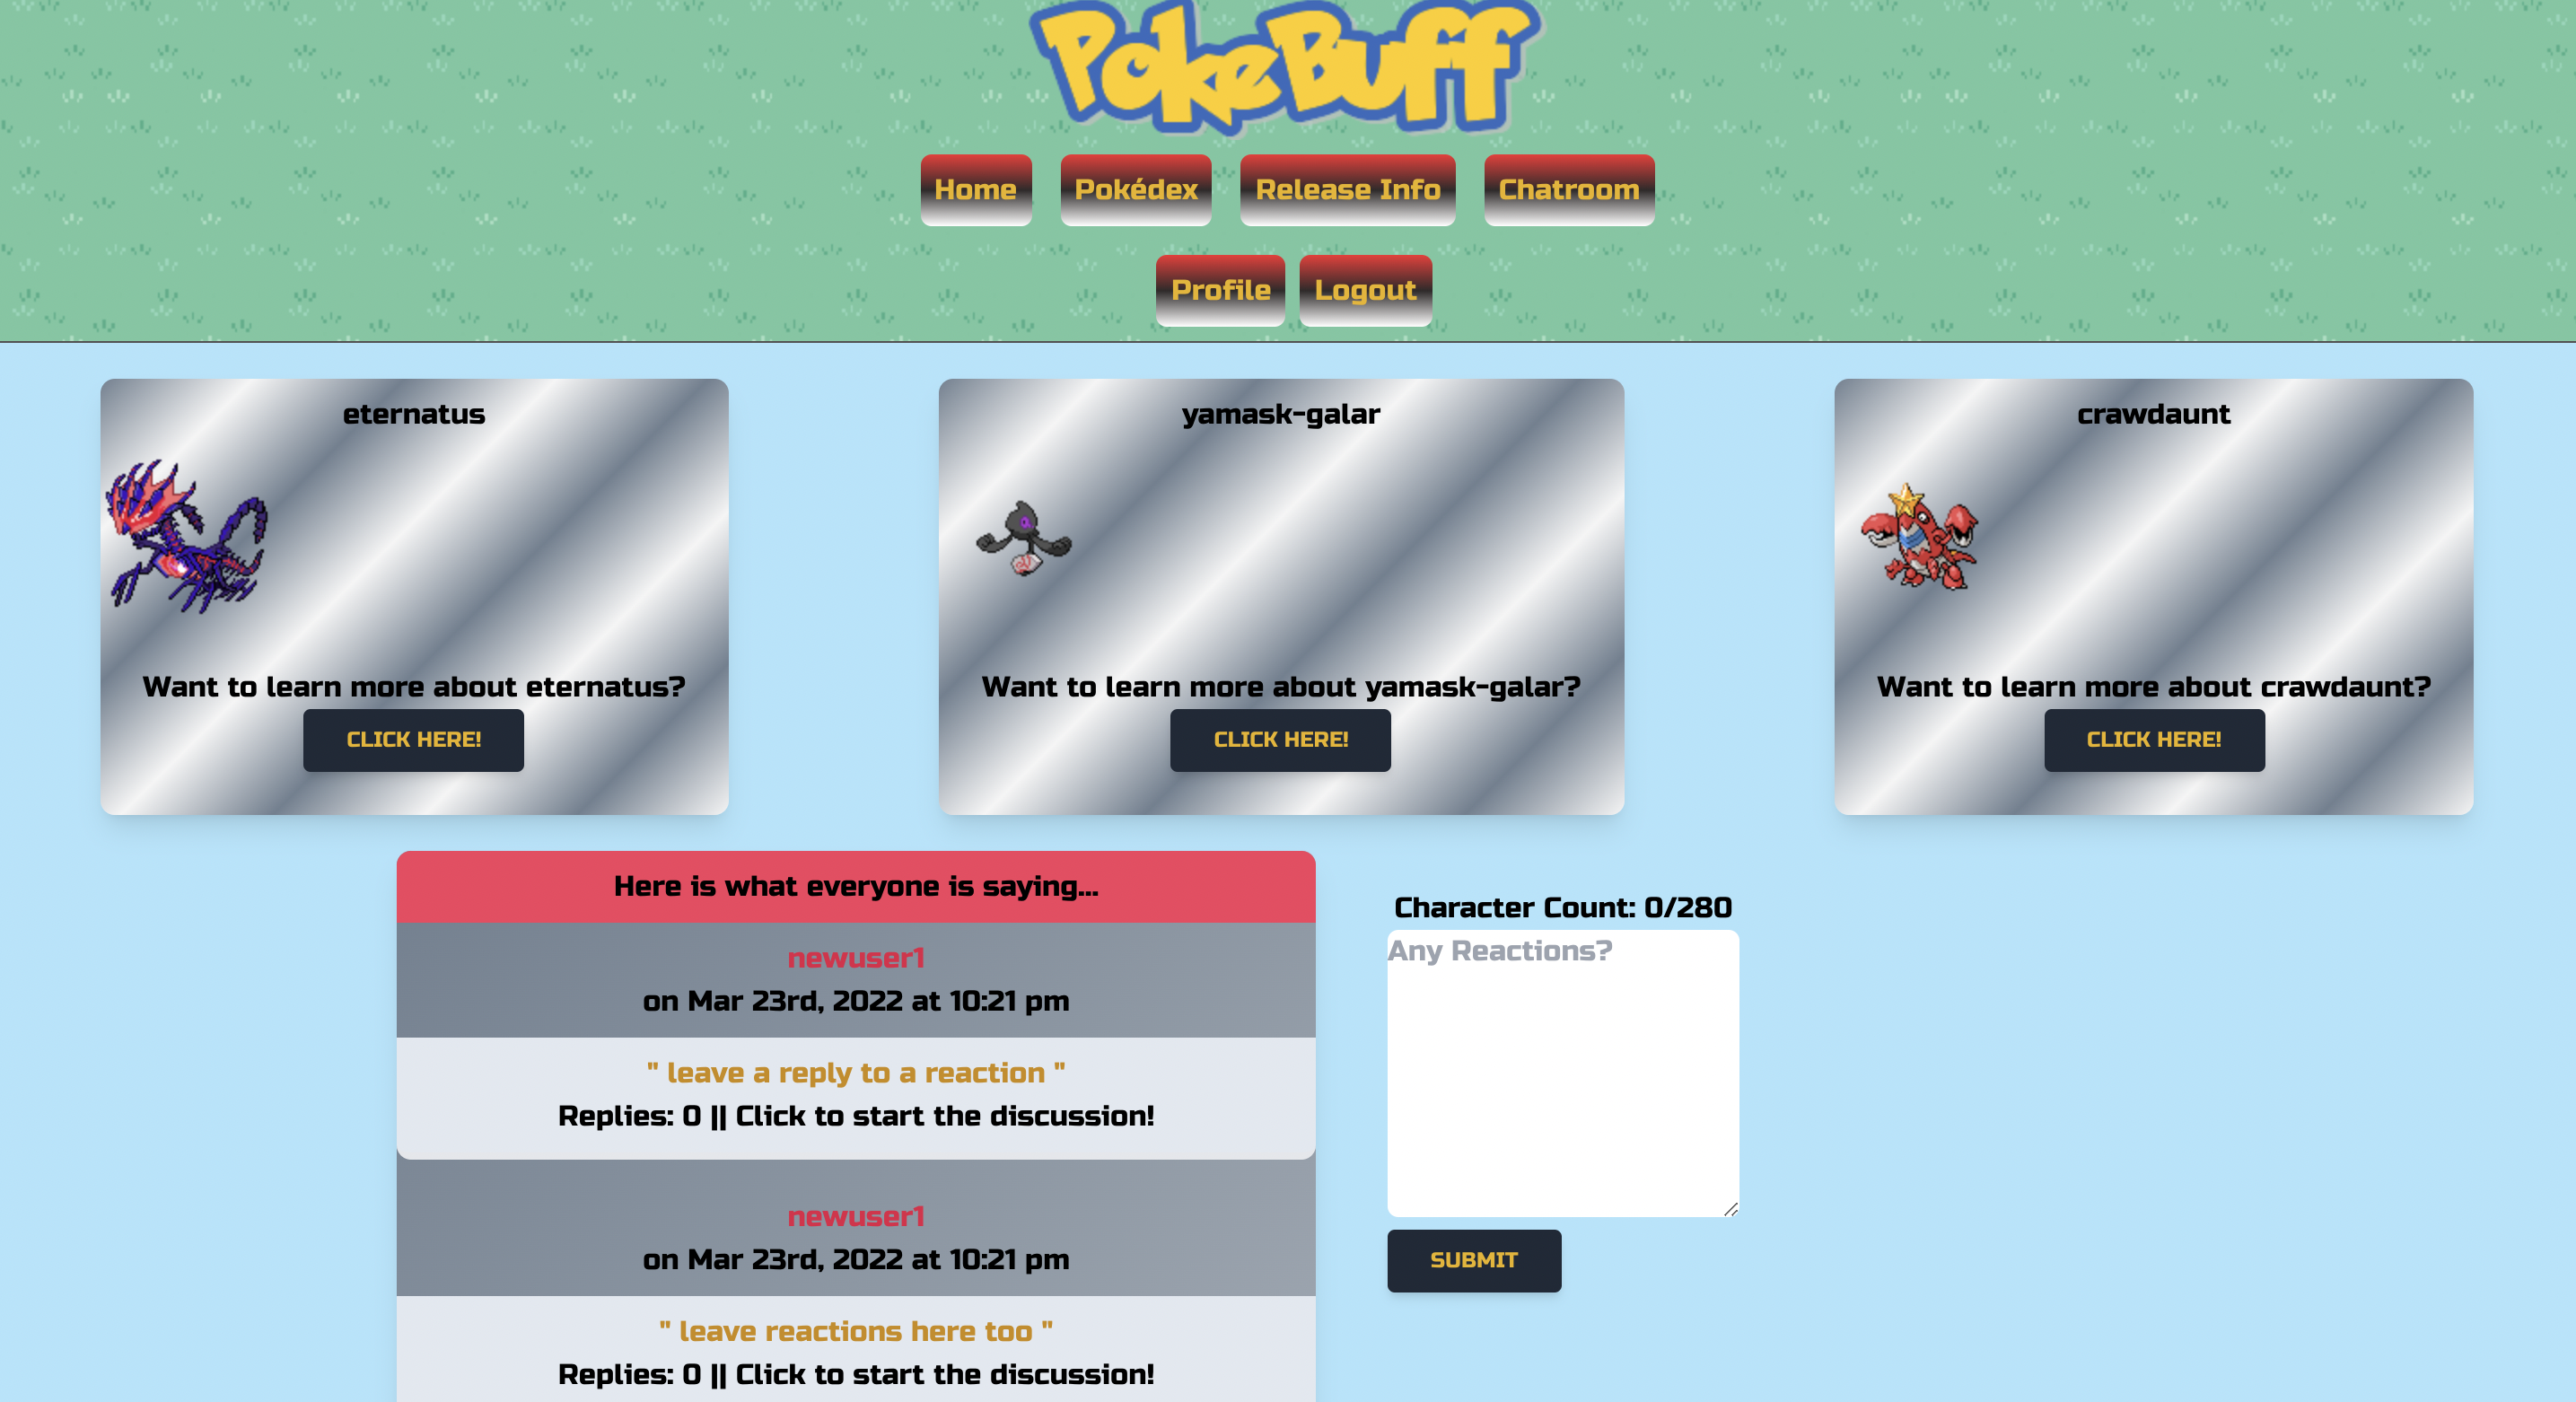 PokeBuff
Home Pokédex Release Info Chatroom
Profile Logout
eternatus
Want to learn more about eternatus?
CLICK HERE!
yamask-galar
Want to learn more about yamask-galar?
CLICK HERE!
crawdaunt
Want to learn more about crawdaunt?
CLICK HERE!
Here is what everyone is saying...
newuser1
on Mar 23rd, 2022 at 10:21 pm
" leave a reply to a reaction "
Replies: 0 || Click to start the discussion!
newuser1
on Mar 23rd, 2022 at 10:21 pm
" leave reactions here too "
Replies: 0 || Click to start the discussion!
Character Count: 0/280
Any Reactions?
SUBMIT